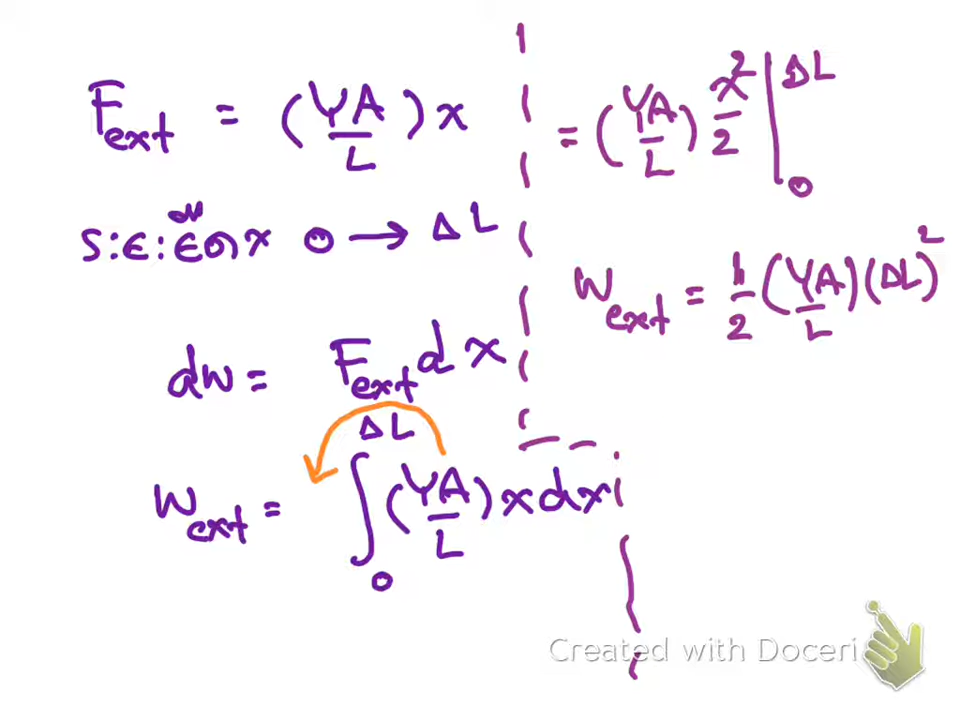 F_ext = (YA/L) x
x 0 → ΔL
dw = F_ext dx
W_ext = ∫_0^ΔL (YA/L) x dx
= (YA/L) x²/2 |_0^ΔL
W_ext = 1/2 (YA/L) (ΔL)²
Created with Doceri